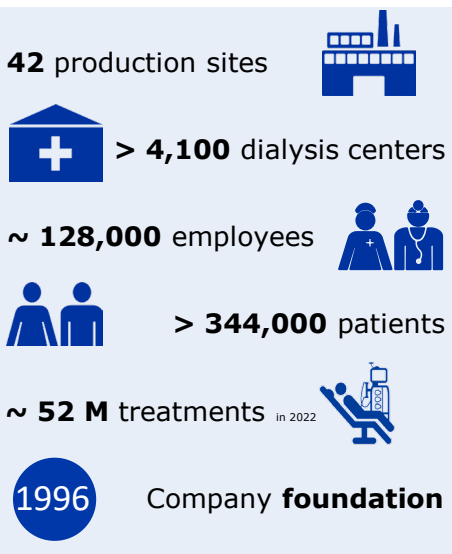 42 production sites
> 4,100 dialysis centers
~ 128,000 employees
> 344,000 patients
~ 52 M treatments in 2022
1996 Company foundation